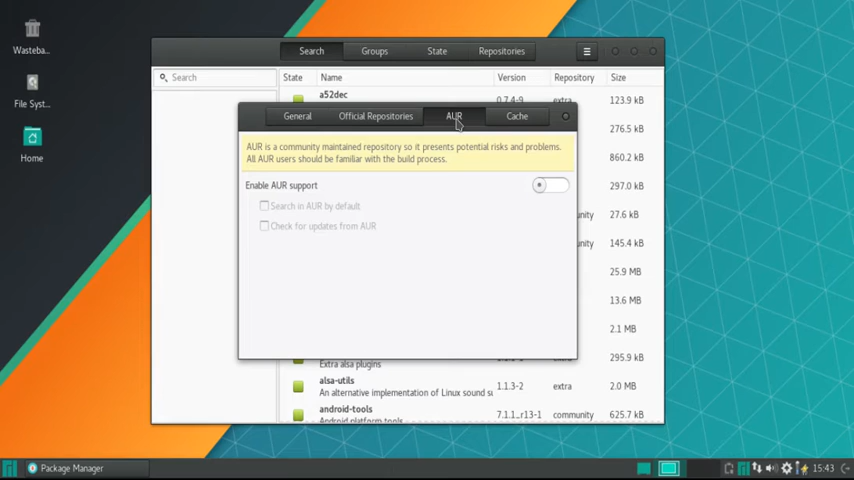 Wasteba...
File Sys...
Home
Search
Groups
State
Repositories
Search
State
Name
Version
Repository
Size
a52dec
0.7.4-9
extra
123.9 kB
General
Official Repositories
AUR
Cache
AUR is a community maintained repository so it presents potential risks and problems.
All AUR users should be familiar with the build process.
Enable AUR support
Search in AUR by default
Check for updates from AUR
276.5 kB
860.2 kB
297.0 kB
27.6 kB
145.4 kB
25.9 MB
13.6 MB
2.1 MB
295.9 kB
Extra alsa plugins
alsa-utils
An alternative implementation of Linux sound su
1.1.3-2
extra
2.0 MB
android-tools
Android platform tools
7.1.1_r13-1
community
625.7 kB
Package Manager
15:43